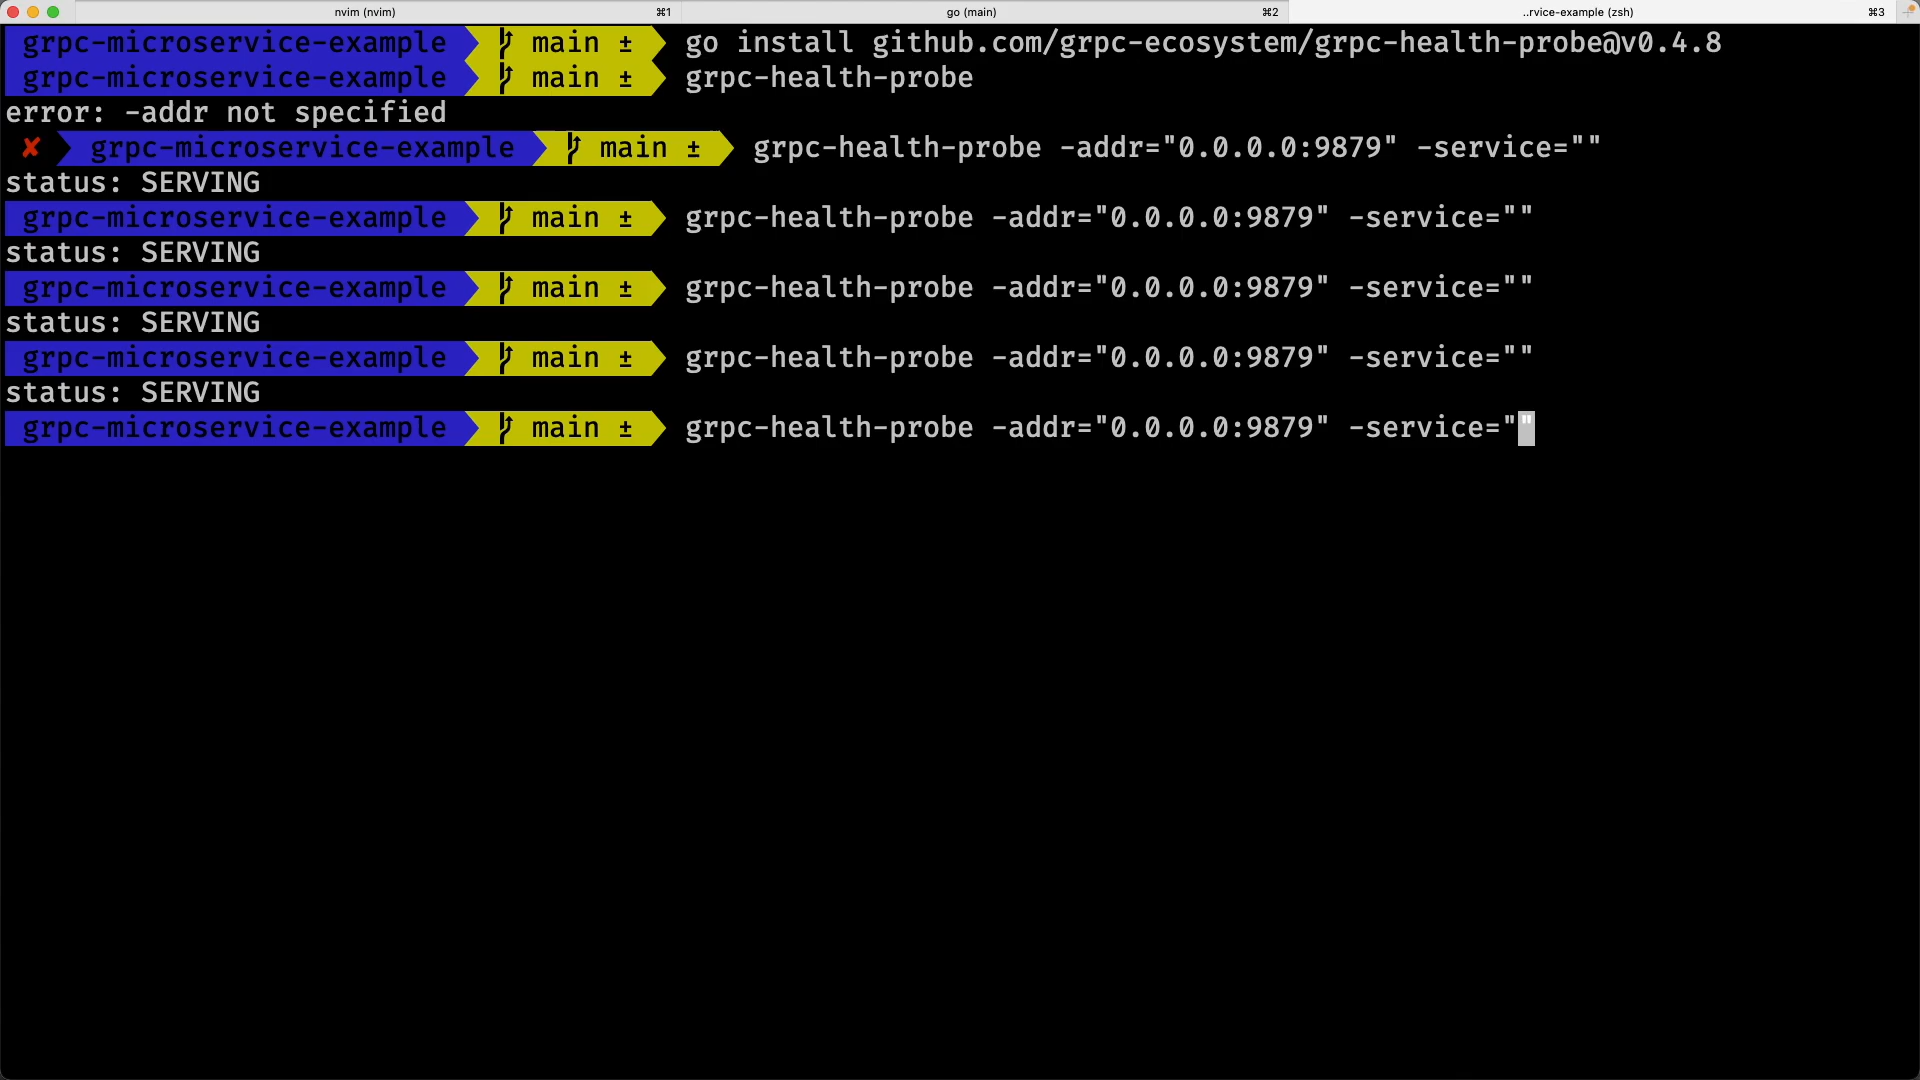 nvim (nvim) ⌘1 go (main) ⌘2 ..rvice-example (zsh) ⌘3
grpc-microservice-example main ± go install github.com/grpc-ecosystem/grpc-health-probe@v0.4.8
grpc-microservice-example main ± grpc-health-probe
error: -addr not specified
✘ grpc-microservice-example main ± grpc-health-probe -addr="0.0.0.0:9879" -service=""
status: SERVING
grpc-microservice-example main ± grpc-health-probe -addr="0.0.0.0:9879" -service=""
status: SERVING
grpc-microservice-example main ± grpc-health-probe -addr="0.0.0.0:9879" -service=""
status: SERVING
grpc-microservice-example main ± grpc-health-probe -addr="0.0.0.0:9879" -service=""
status: SERVING
grpc-microservice-example main ± grpc-health-probe -addr="0.0.0.0:9879" -service=""